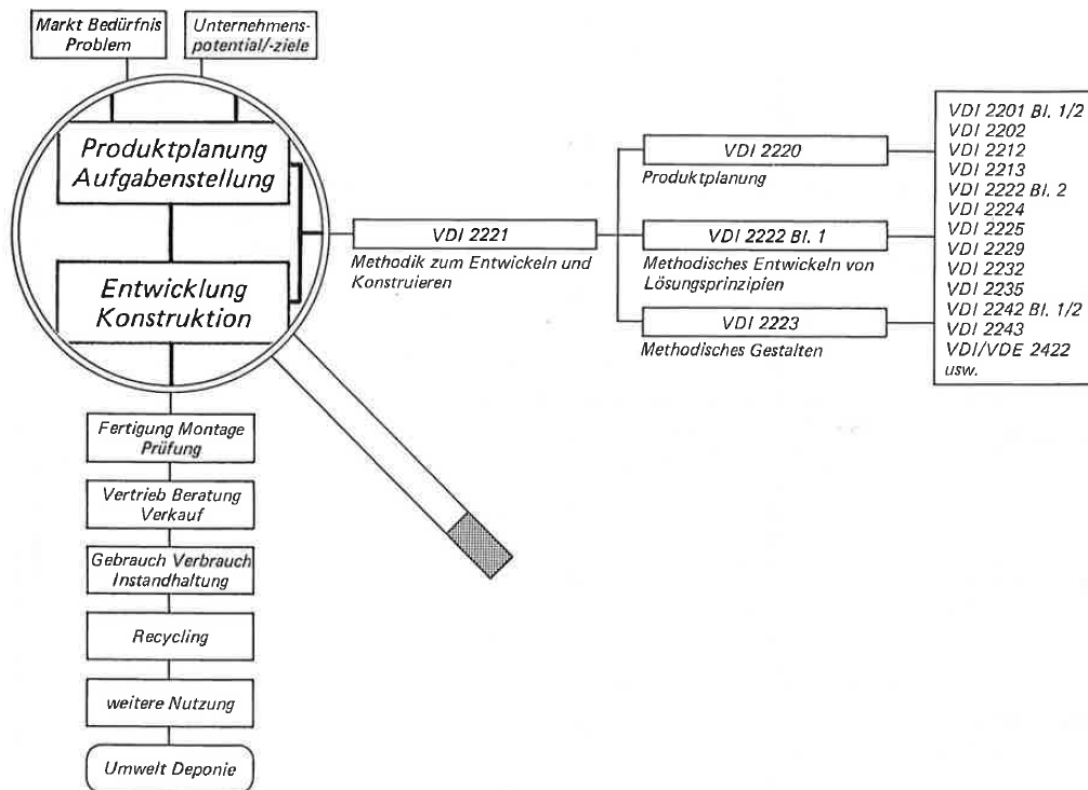 Markt Bedürfnis
Problem
Unternehmens-
potential/-ziele
Produktplanung
Aufgabenstellung
Entwicklung
Konstruktion
Fertigung Montage
Prüfung
Vertrieb Beratung
Verkauf
Gebrauch Verbrauch
Instandhaltung
Recycling
weitere Nutzung
Umwelt Deponie
VDI 2221
Methodik zum Entwickeln und
Konstruieren
VDI 2220
Produktplanung
VDI 2222 Bl. 1
Methodisches Entwickeln von
Lösungsprinzipien
VDI 2223
Methodisches Gestalten
VDI 2201 Bl. 1/2
VDI 2202
VDI 2212
VDI 2213
VDI 2222 Bl. 2
VDI 2224
VDI 2225
VDI 2229
VDI 2232
VDI 2235
VDI 2242 Bl. 1/2
VDI 2243
VDI/VDE 2422
usw.